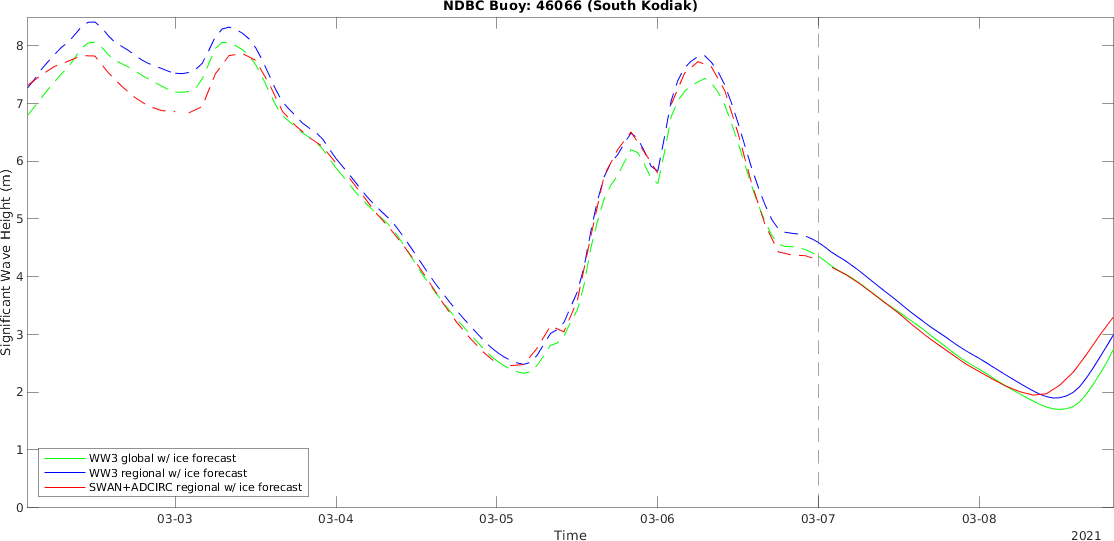 NDBC Buoy: 46066 (South Kodiak)
Significant Wave Height (m)
8
7
6
5
4
3
2
1
0
WW3 global w/ ice forecast
WW3 regional w/ ice forecast
SWAN+ADCIRC regional w/ ice forecast
03-03 03-04 03-05 03-06 03-07 03-08
Time
2021